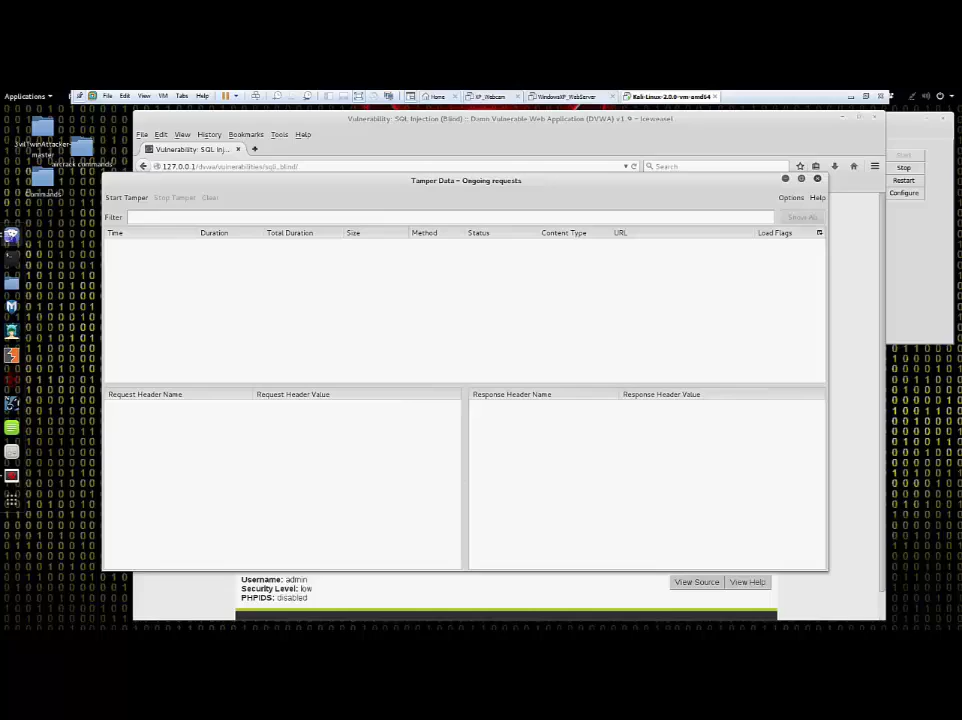 Applications
File Edit View VM Tabs Help
Home
XP_Webcam
WindowsXP_WebServer
Kali-Linux-2.0.0-vm-amd64
Vulnerability: SQL Injection (Blind) :: Damn Vulnerable Web Application (DVWA) v1.9 - Iceweasel
File Edit View History Bookmarks Tools Help
Vulnerability: SQL Inj...
127.0.0.1/dvwa/vulnerabilities/sqli_blind/
Search
Start
Stop
Restart
Configure
master
aircrack commands
Commands
Tamper Data - Ongoing requests
Start Tamper Stop Tamper Clear
Options Help
Filter
Show All
Time Duration Total Duration Size Method Status Content Type URL Load Flags
Request Header Name Request Header Value
Response Header Name Response Header Value
Username: admin
Security Level: low
PHPIDS: disabled
View Source View Help